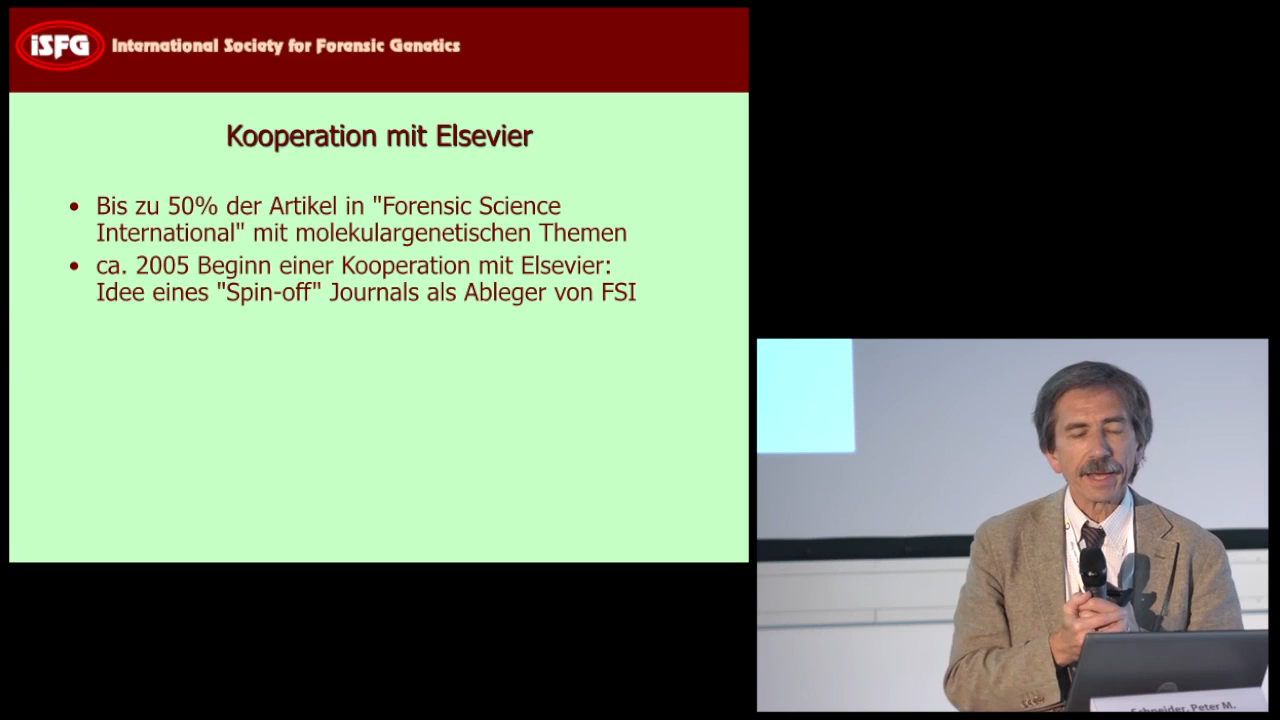 iSFG International Society for Forensic Genetics
Kooperation mit Elsevier
• Bis zu 50% der Artikel in "Forensic Science
International" mit molekulargenetischen Themen
• ca. 2005 Beginn einer Kooperation mit Elsevier:
Idee eines "Spin-off" Journals als Ableger von FSI
Schneider, Peter M.